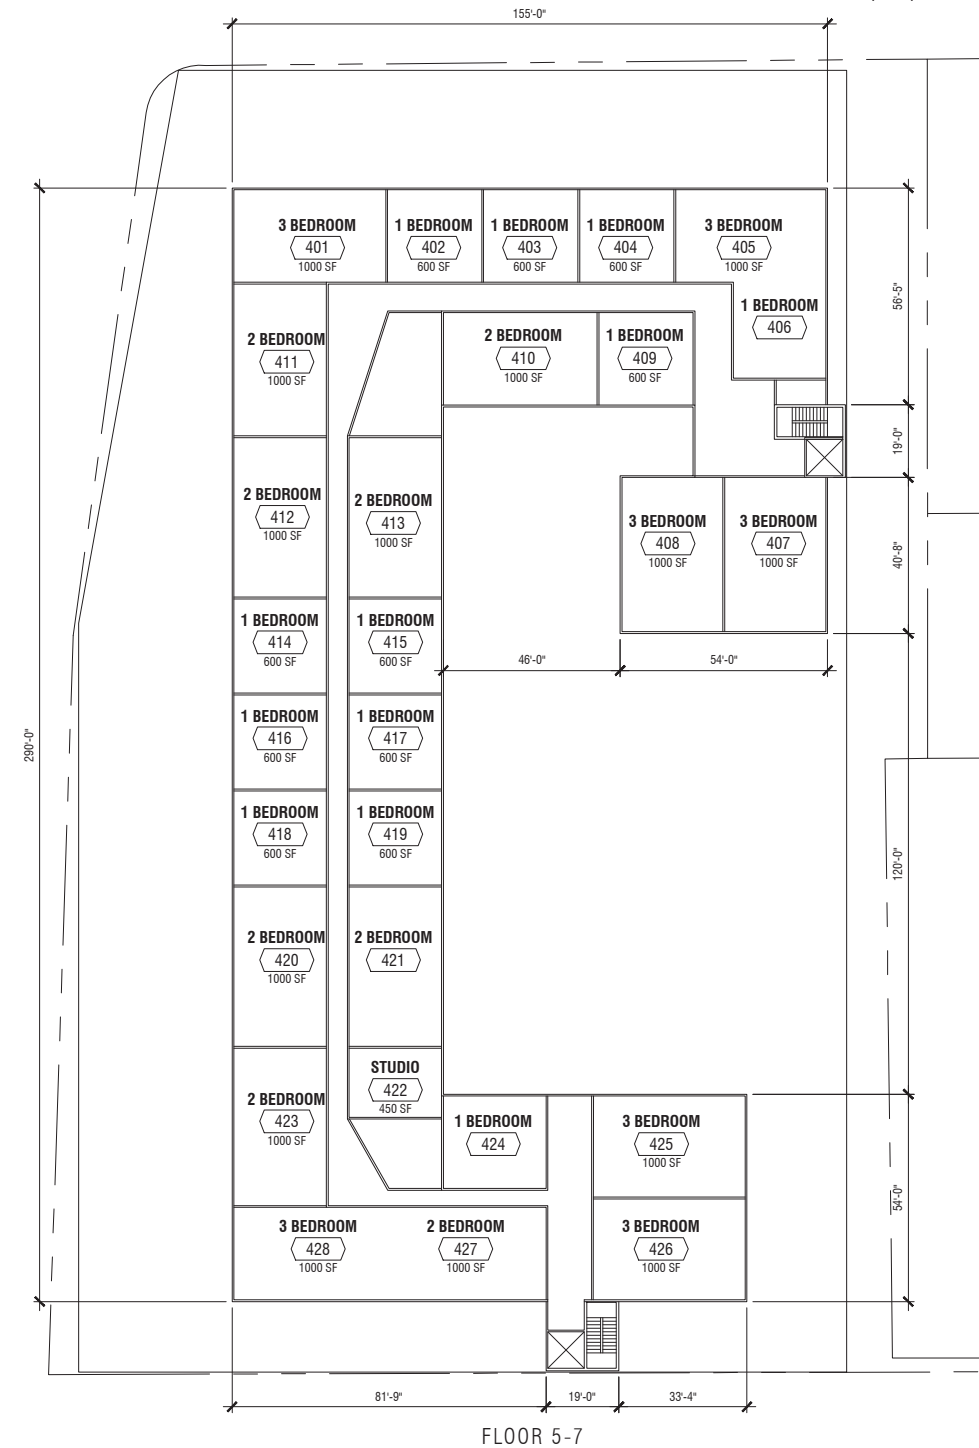 155'-0"
3 BEDROOM
401
1000 SF
1 BEDROOM
402
600 SF
1 BEDROOM
403
600 SF
1 BEDROOM
404
600 SF
3 BEDROOM
405
1000 SF
1 BEDROOM
406
56'-5"
2 BEDROOM
411
1000 SF
2 BEDROOM
410
1000 SF
1 BEDROOM
409
600 SF
19'-0"
2 BEDROOM
412
1000 SF
2 BEDROOM
413
1000 SF
3 BEDROOM
408
1000 SF
3 BEDROOM
407
1000 SF
40'-8"
1 BEDROOM
414
600 SF
1 BEDROOM
415
600 SF
46'-0"
54'-0"
290'-0"
1 BEDROOM
416
600 SF
1 BEDROOM
417
600 SF
1 BEDROOM
418
600 SF
1 BEDROOM
419
600 SF
120'-0"
2 BEDROOM
420
1000 SF
2 BEDROOM
421
STUDIO
422
450 SF
2 BEDROOM
423
1000 SF
1 BEDROOM
424
3 BEDROOM
425
1000 SF
54'-0"
3 BEDROOM
428
1000 SF
2 BEDROOM
427
1000 SF
3 BEDROOM
426
1000 SF
81'-9"
19'-0"
33'-4"
FLOOR 5-7